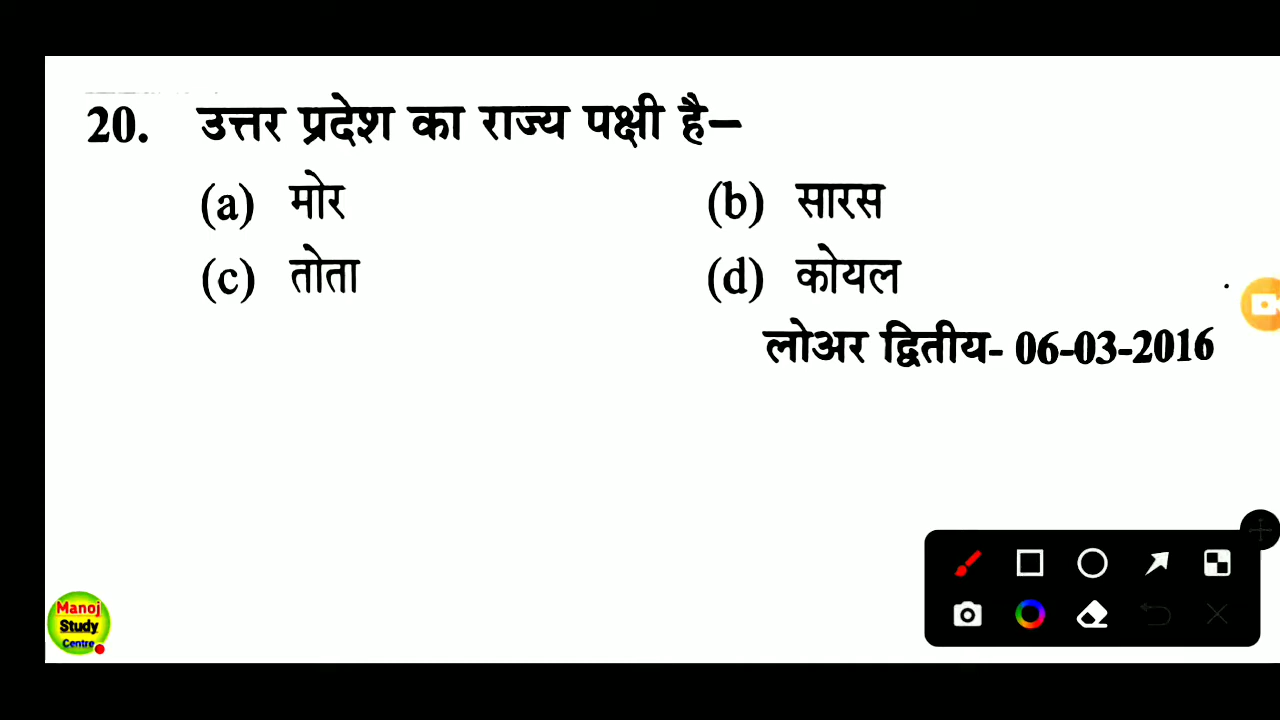 20. उत्तर प्रदेश का राज्य पक्षी है–
(a) मोर (b) सारस
(c) तोता (d) कोयल
लोअर द्वितीय- 06-03-2016
Manoj
Study
Centre